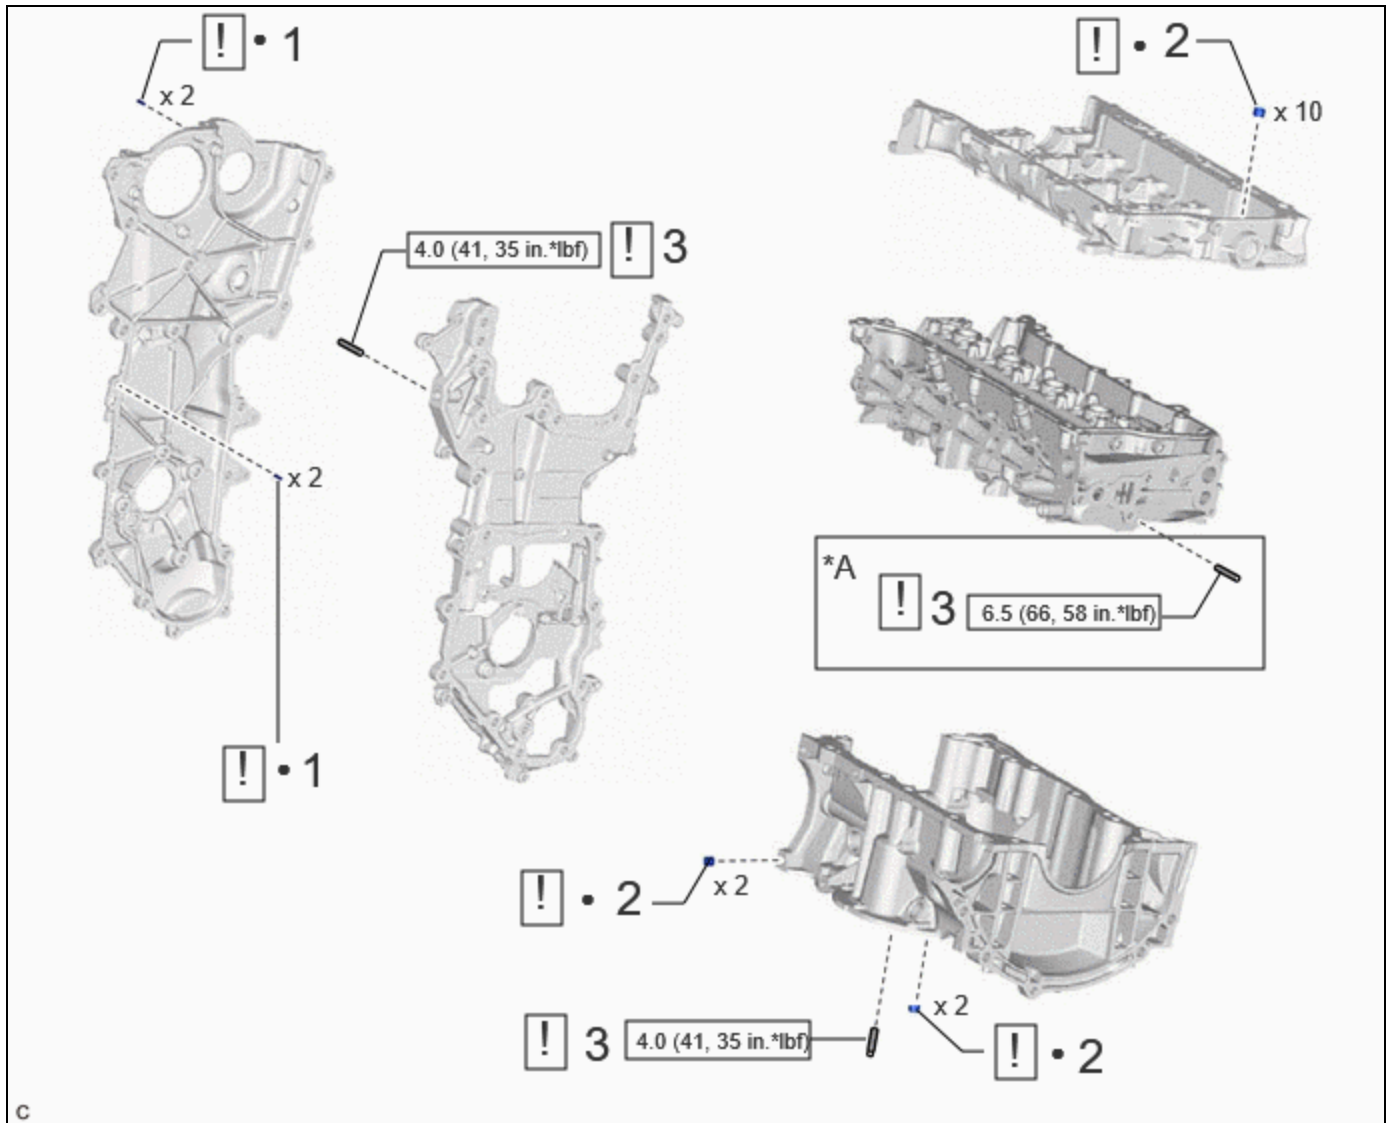 ! • 1
x 2
! • 2
x 10
4.0 (41, 35 in.*lbf) ! 3
x 2
*A
! 3 6.5 (66, 58 in.*lbf)
! • 1
! • 2 x 2
x 2
! 3 4.0 (41, 35 in.*lbf)
! • 2
C